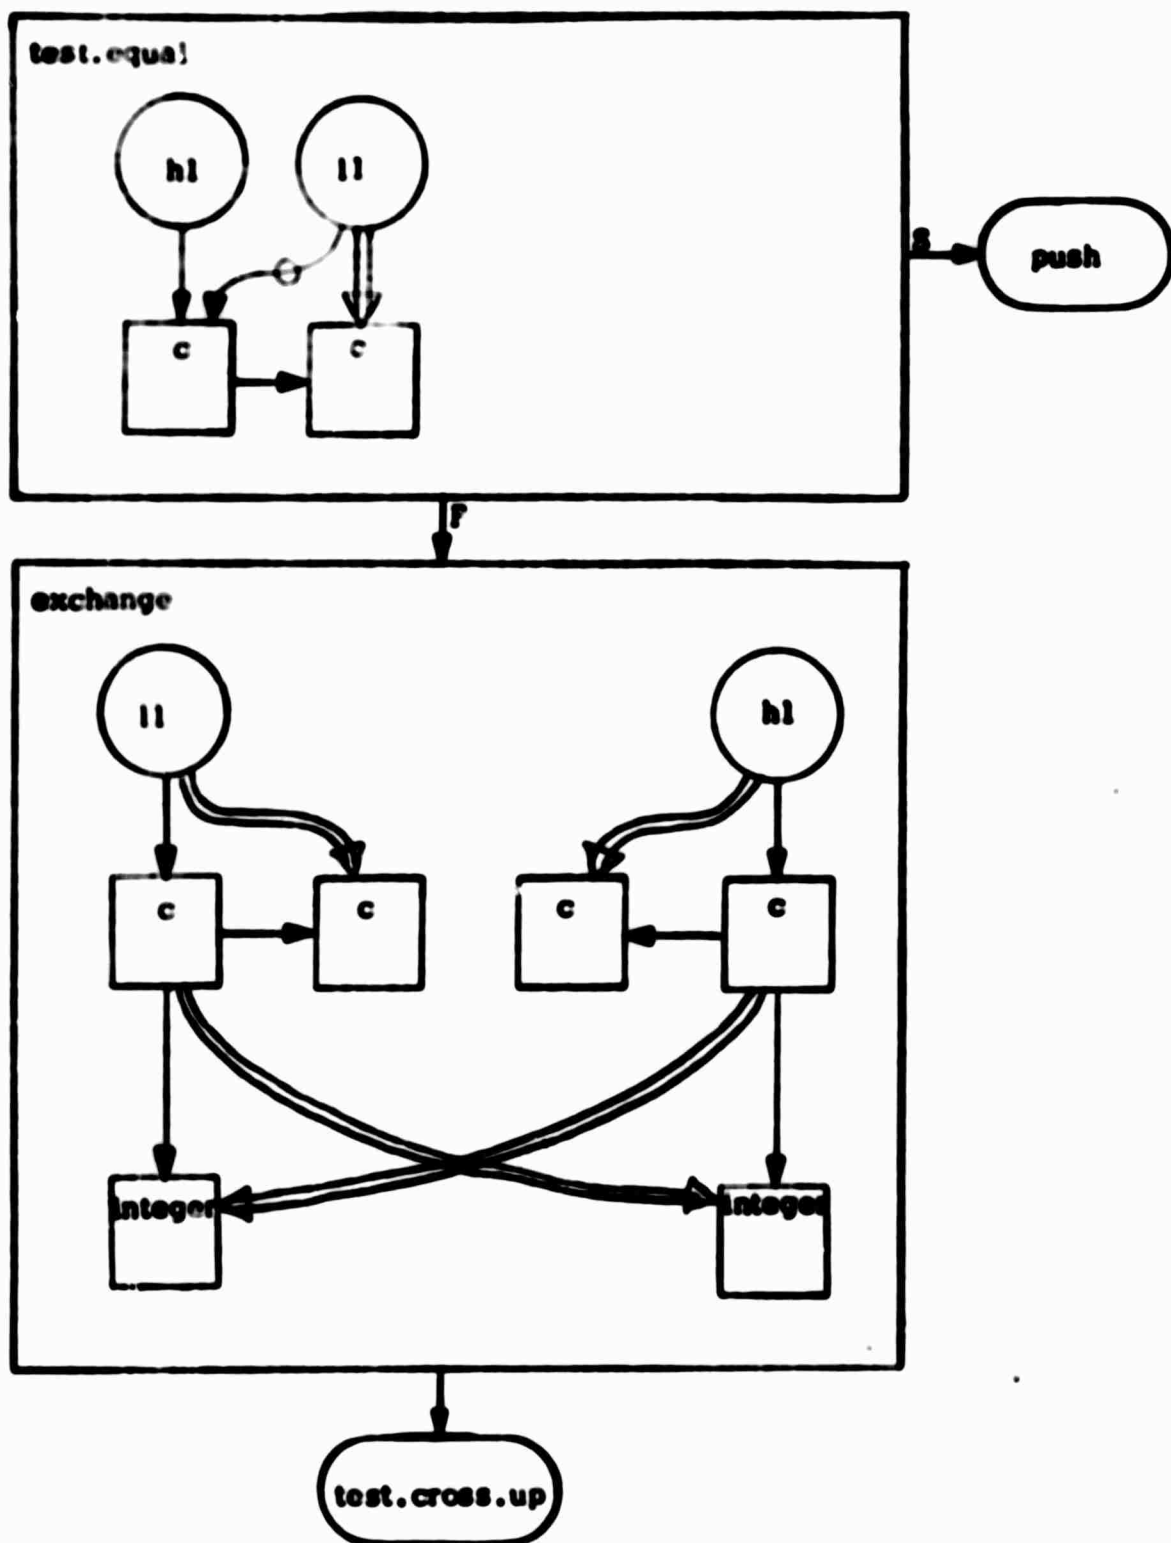 test.equal
hl
ll
S
push
c
c
F
exchange
ll
hl
c
c
c
c
integer
integer
test.cross.up